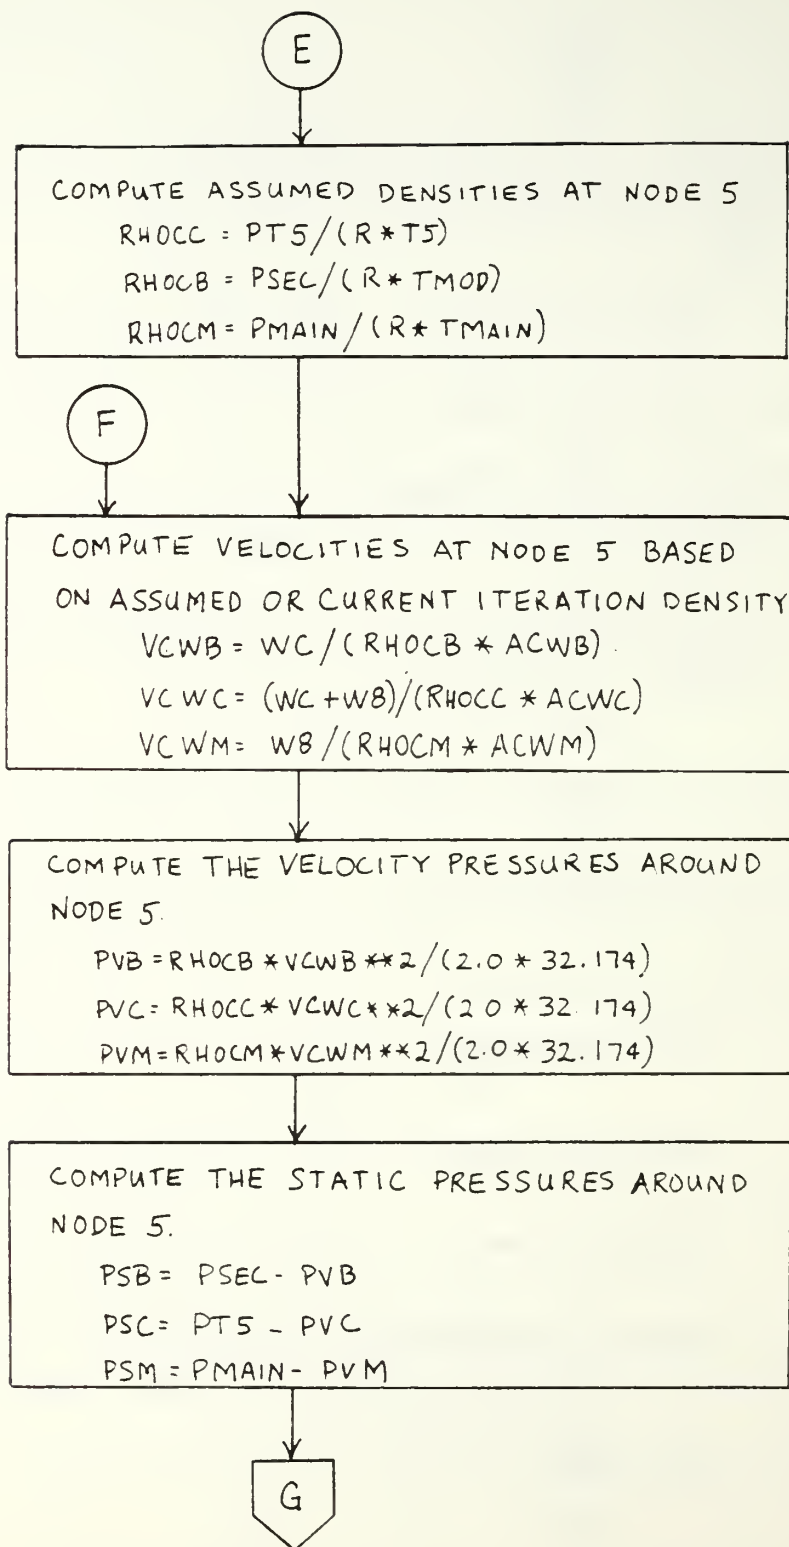 E
COMPUTE ASSUMED DENSITIES AT NODE 5
RHOCC = PT5/(R*T5)
RHOCB = PSEC/(R*TMOD)
RHOCM = PMAIN/(R*TMAIN)
F
COMPUTE VELOCITIES AT NODE 5 BASED
ON ASSUMED OR CURRENT ITERATION DENSITY
VCWB = WC/(RHOCB * ACWB)
VCWC = (WC+W8)/(RHOCC * ACWC)
VCWM = W8/(RHOCM * ACWM)
COMPUTE THE VELOCITY PRESSURES AROUND
NODE 5.
PVB = RHOCB*VCWB**2/(2.0*32.174)
PVC = RHOCC*VCWC**2/(2 0*32 174)
PVM = RHOCM*VCWM**2/(2.0*32.174)
COMPUTE THE STATIC PRESSURES AROUND
NODE 5.
PSB = PSEC - PVB
PSC = PT5 - PVC
PSM = PMAIN - PVM
G